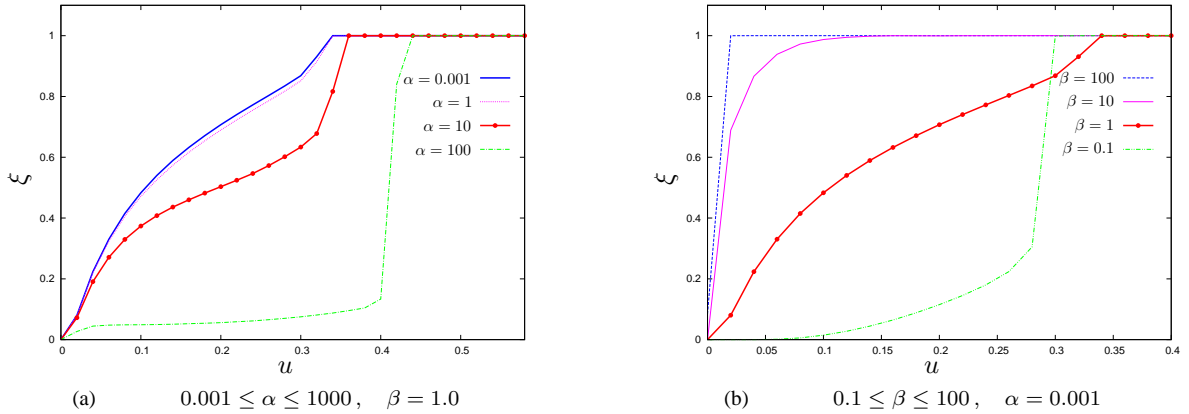 1
0.8
0.6
0.4
0.2
0
ξ
0 0.1 0.2 0.3 0.4 0.5
u
α = 0.001
α = 1
α = 10
α = 100
(a) 0.001 ≤ α ≤ 1000 , β = 1.0
1
0.8
0.6
0.4
0.2
0
ξ
0 0.05 0.1 0.15 0.2 0.25 0.3 0.35 0.4
u
β = 100
β = 10
β = 1
β = 0.1
(b) 0.1 ≤ β ≤ 100 , α = 0.001